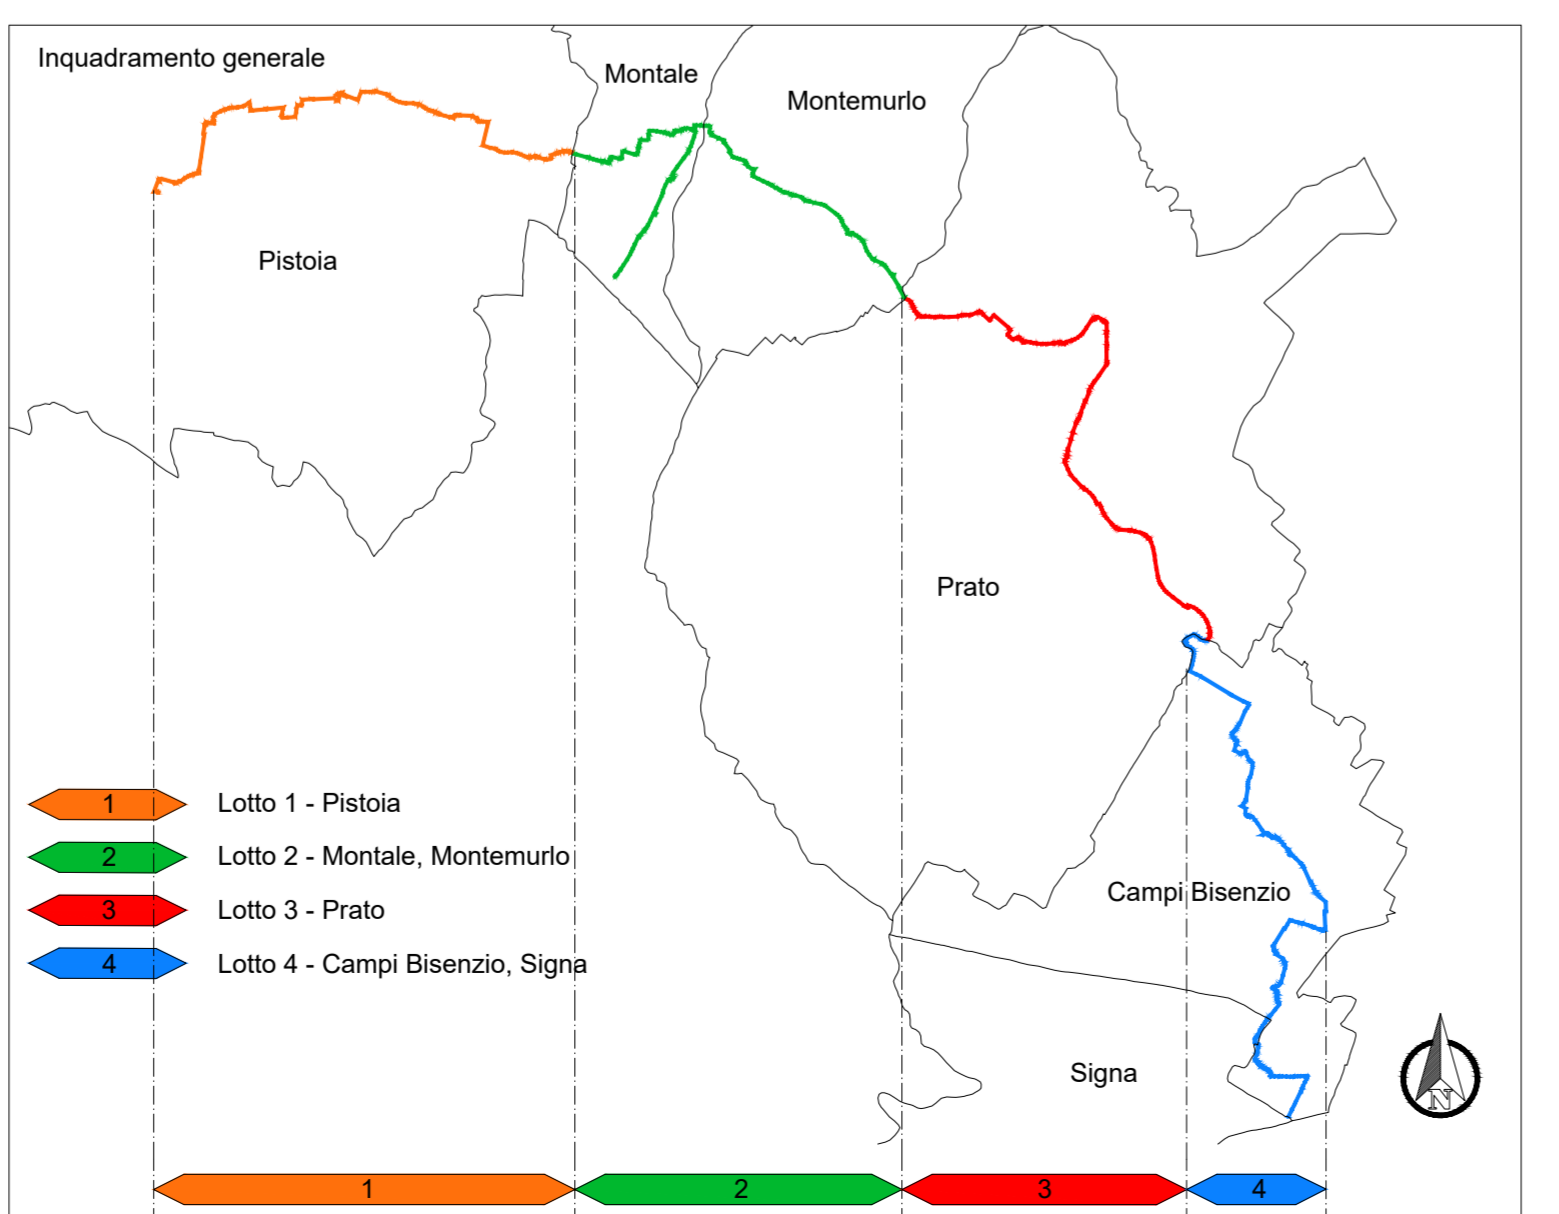 Inquadramento generale
Montale
Montemurlo
Pistoia
Prato
1 Lotto 1 - Pistoia
2 Lotto 2 - Montale, Montemurlo
3 Lotto 3 - Prato
4 Lotto 4 - Campi Bisenzio, Signa
Campi Bisenzio
Signa
N
1 2 3 4